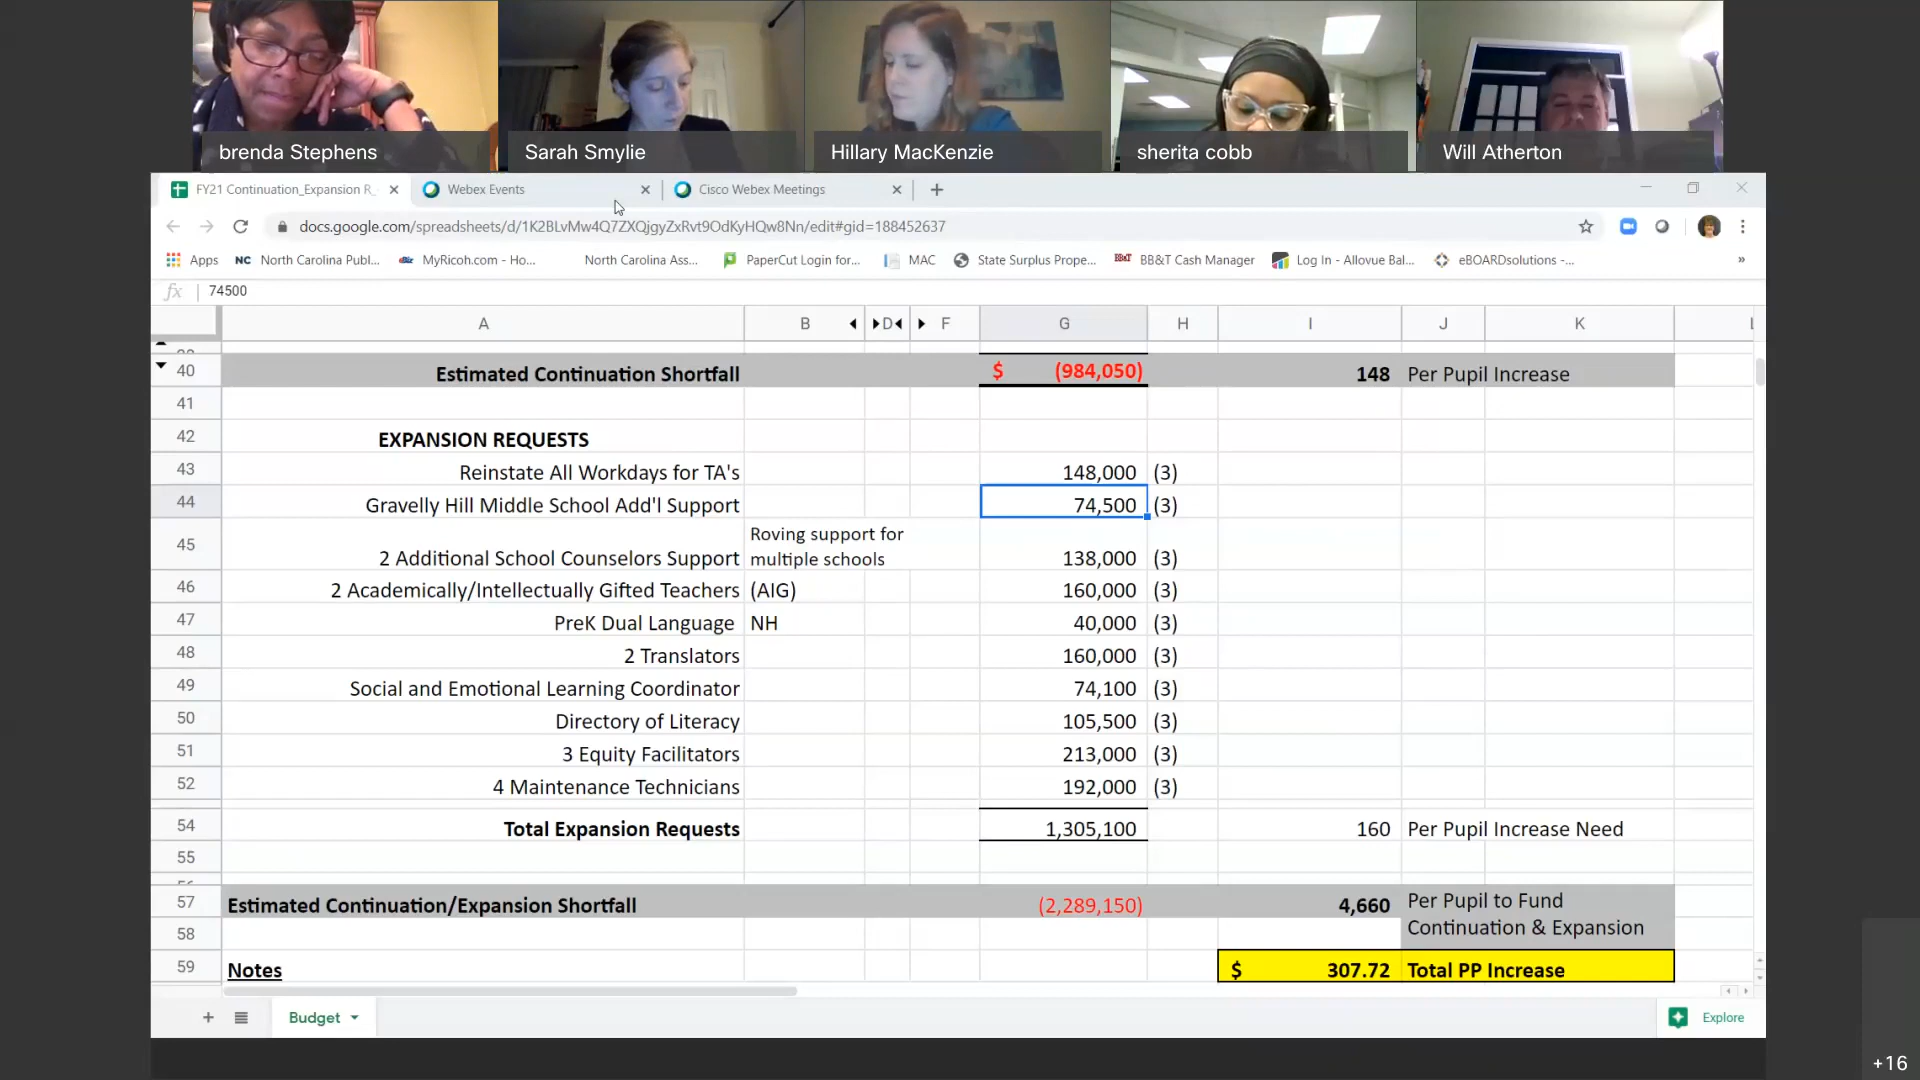 brenda Stephens
Sarah Smylie
Hillary MacKenzie
sherita cobb
Will Atherton
FY21 Continuation_Expansion R
Webex Events
Cisco Webex Meetings
docs.google.com/spreadsheets/d/1K2BLvMw4Q7ZXQjgyZxRvt9OdKyHQw8Nn/edit#gid=188452637
Apps NC North Carolina Publ... MyRicoh.com - Ho... North Carolina Ass... PaperCut Login for... MAC State Surplus Prope... BB&T BB&T Cash Manager Log In - Allovue Bal... eBOARDsolutions -... »
fx 74500
A B D F G H I J K L
40 Estimated Continuation Shortfall $ (984,050) 148 Per Pupil Increase
41
42 EXPANSION REQUESTS
43 Reinstate All Workdays for TA's 148,000 (3)
44 Gravelly Hill Middle School Add'l Support 74,500 (3)
Roving support for
45 2 Additional School Counselors Support multiple schools 138,000 (3)
46 2 Academically/Intellectually Gifted Teachers (AIG) 160,000 (3)
47 PreK Dual Language NH 40,000 (3)
48 2 Translators 160,000 (3)
49 Social and Emotional Learning Coordinator 74,100 (3)
50 Directory of Literacy 105,500 (3)
51 3 Equity Facilitators 213,000 (3)
52 4 Maintenance Technicians 192,000 (3)
54 Total Expansion Requests 1,305,100 160 Per Pupil Increase Need
55
57 Estimated Continuation/Expansion Shortfall (2,289,150) 4,660 Per Pupil to Fund
58 Continuation & Expansion
59 Notes $ 307.72 Total PP Increase
+ Budget Explore
+16